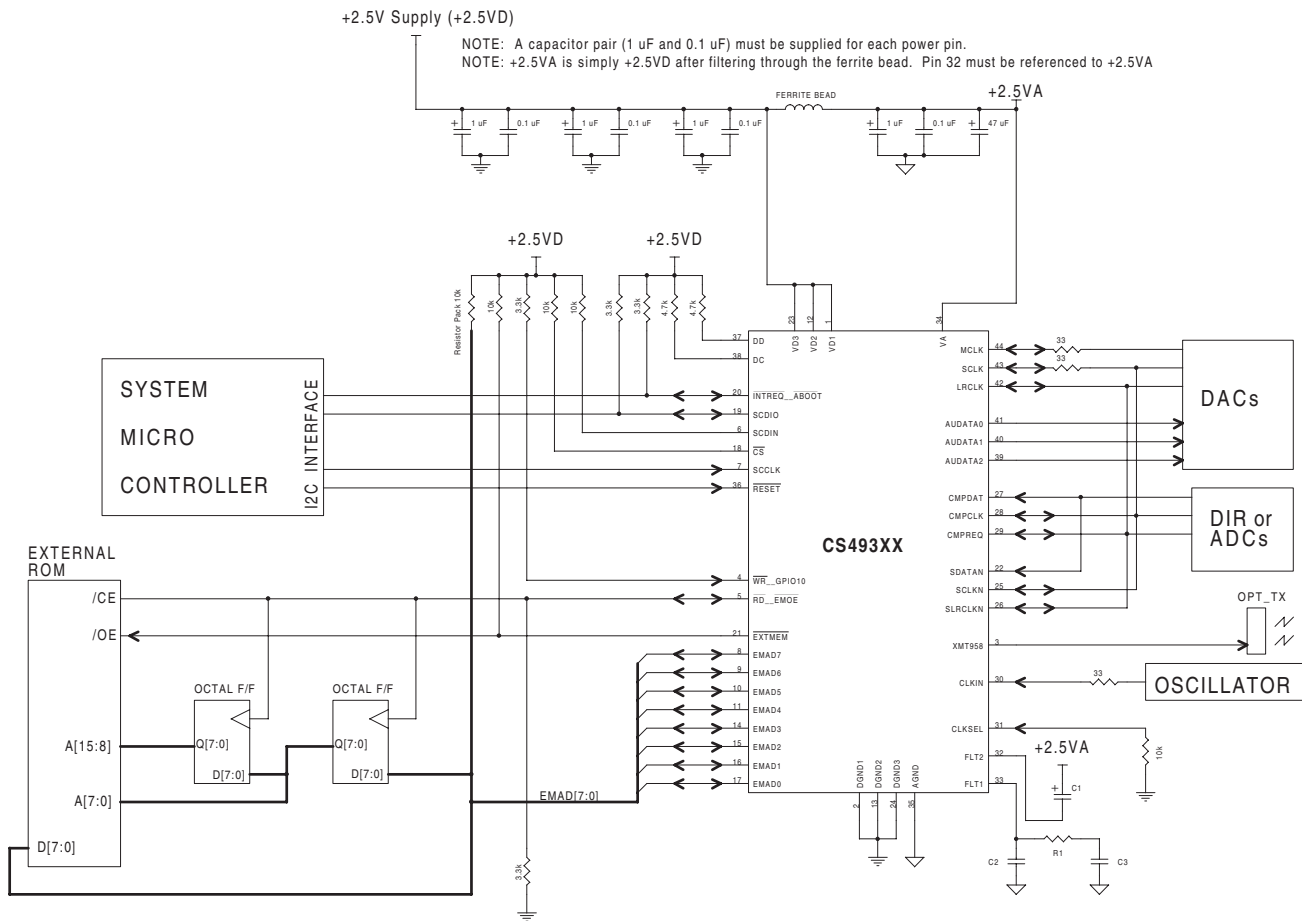 +2.5V Supply (+2.5VD)
NOTE: A capacitor pair (1 uF and 0.1 uF) must be supplied for each power pin.
NOTE: +2.5VA is simply +2.5VD after filtering through the ferrite bead. Pin 32 must be referenced to +2.5VA
FERRITE BEAD
+2.5VA
+ 1 uF
0.1 uF
+ 1 uF
0.1 uF
+ 1 uF
0.1 uF
+ 1 uF
0.1 uF
+ 47 uF
+2.5VD
+2.5VD
Resistor Pack 10k
10k
3.3k
10k
10k
3.3k
3.3k
4.7k
4.7k
23
12
1
34
VD3
VD2
VD1
VA
SYSTEM
MICRO
CONTROLLER
I2C INTERFACE
37 DD
38 DC
20 INTREQ__ABOOT
19 SCDIO
6 SCDIN
18 CS
7 SCCLK
36 RESET
4 WR__GPIO10
5 RD__EMOE
21 EXTMEM
8 EMAD7
9 EMAD6
10 EMAD5
11 EMAD4
14 EMAD3
15 EMAD2
16 EMAD1
17 EMAD0
CS493XX
MCLK 44
33
SCLK 43
33
LRCLK 42
AUDATA0 41
AUDATA1 40
AUDATA2 39
DACs
CMPDAT 27
CMPCLK 28
CMPREQ 29
DIR or
ADCs
SDATAN 22
SCLKN 25
SLRCLKN 26
OPT_TX
XMT958 3
CLKIN 30
33
OSCILLATOR
CLKSEL 31
10k
+2.5VA
FLT2 32
+ C1
FLT1 33
C2
R1
C3
DGND1
DGND2
DGND3
AGND
2
13
24
35
EXTERNAL
ROM
/CE
/OE
OCTAL F/F
OCTAL F/F
A[15:8]
Q[7:0]
D[7:0]
Q[7:0]
D[7:0]
A[7:0]
EMAD[7:0]
D[7:0]
3.3k